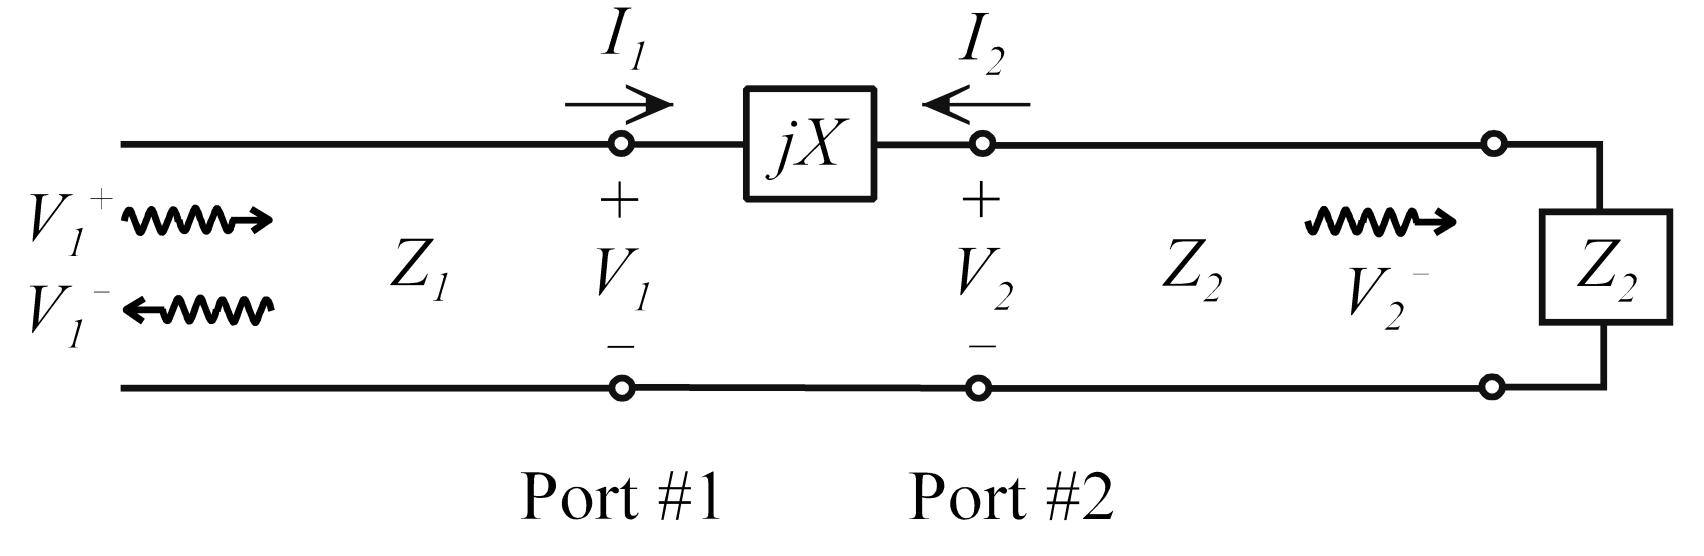 I₁ I₂
jX
V₁⁺ + +
Z₁ V₁ V₂ Z₂ V₂⁻ Z₂
V₁⁻ − −
Port #1 Port #2